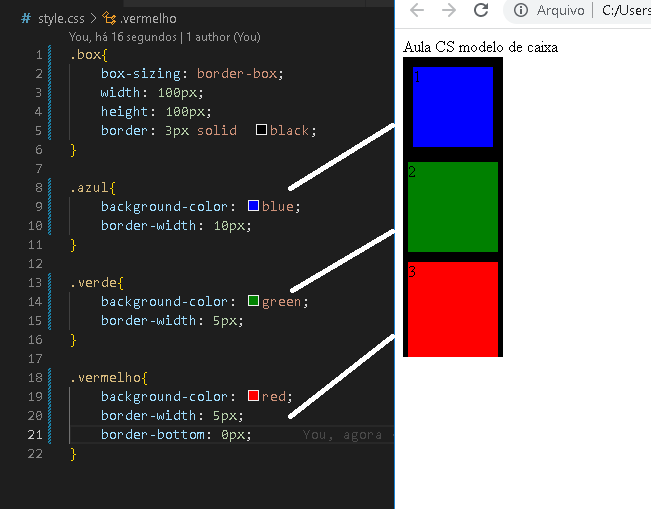 # style.css > .vermelho
You, há 16 segundos | 1 author (You)
1 .box{
2 box-sizing: border-box;
3 width: 100px;
4 height: 100px;
5 border: 3px solid black;
6 }
7
8 .azul{
9 background-color: blue;
10 border-width: 10px;
11 }
12
13 .verde{
14 background-color: green;
15 border-width: 5px;
16 }
17
18 .vermelho{
19 background-color: red;
20 border-width: 5px;
21 border-bottom: 0px; You, agora
22 }
Arquivo | C:/Users
Aula CS modelo de caixa
2
3